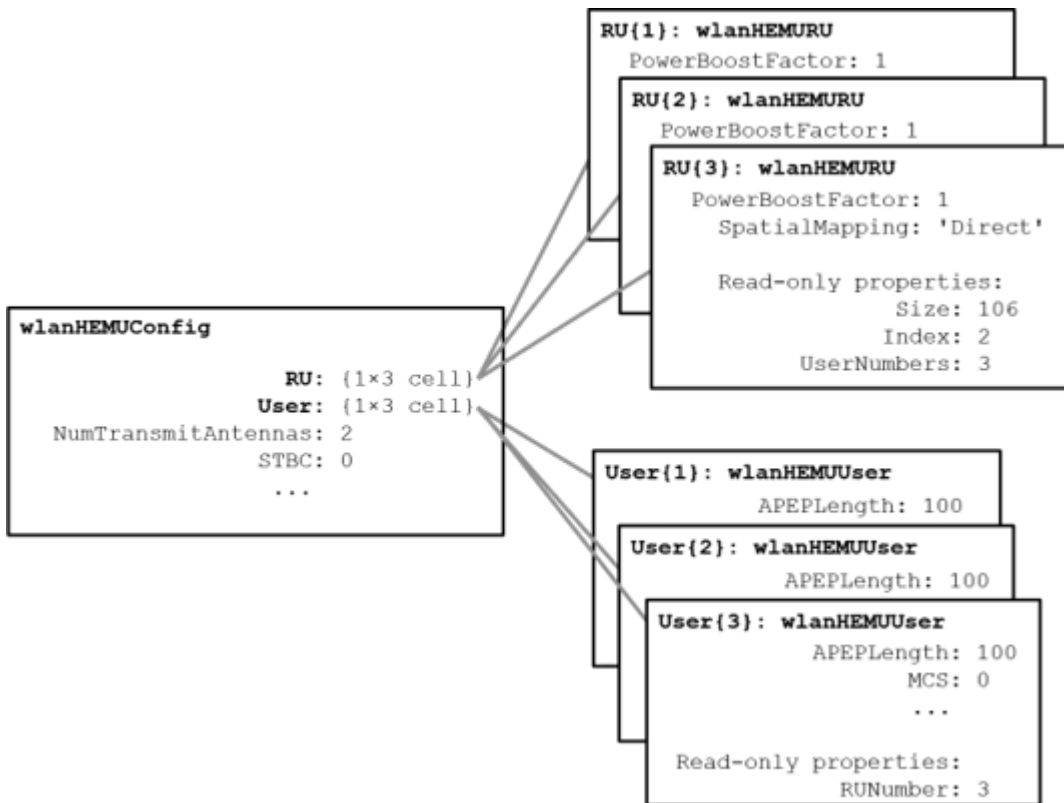 RU{1}: wlanHEMURU
PowerBoostFactor: 1
RU{2}: wlanHEMURU
PowerBoostFactor: 1
RU{3}: wlanHEMURU
PowerBoostFactor: 1
SpatialMapping: 'Direct'
Read-only properties:
Size: 106
Index: 2
UserNumbers: 3
wlanHEMUConfig
RU: {1×3 cell}
User: {1×3 cell}
NumTransmitAntennas: 2
STBC: 0
...
User{1}: wlanHEMUUser
APEPLength: 100
User{2}: wlanHEMUUser
APEPLength: 100
User{3}: wlanHEMUUser
APEPLength: 100
MCS: 0
...
Read-only properties:
RUNumber: 3